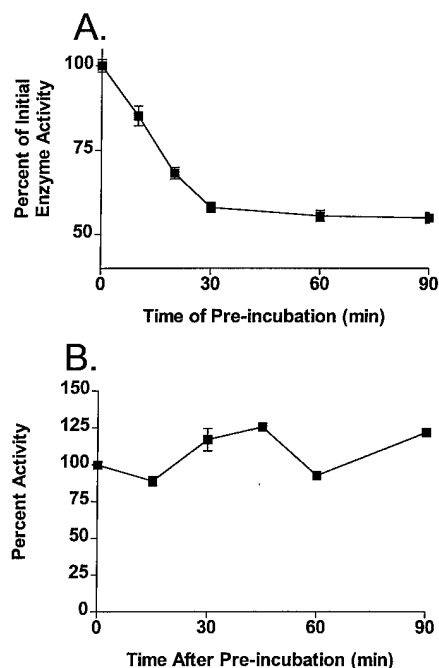 A.
Percent of Initial
Enzyme Activity
100
75
50
0
30
60
90
Time of Pre-incubation (min)
B.
Percent Activity
150
125
100
75
50
25
0
0
30
60
90
Time After Pre-incubation (min)